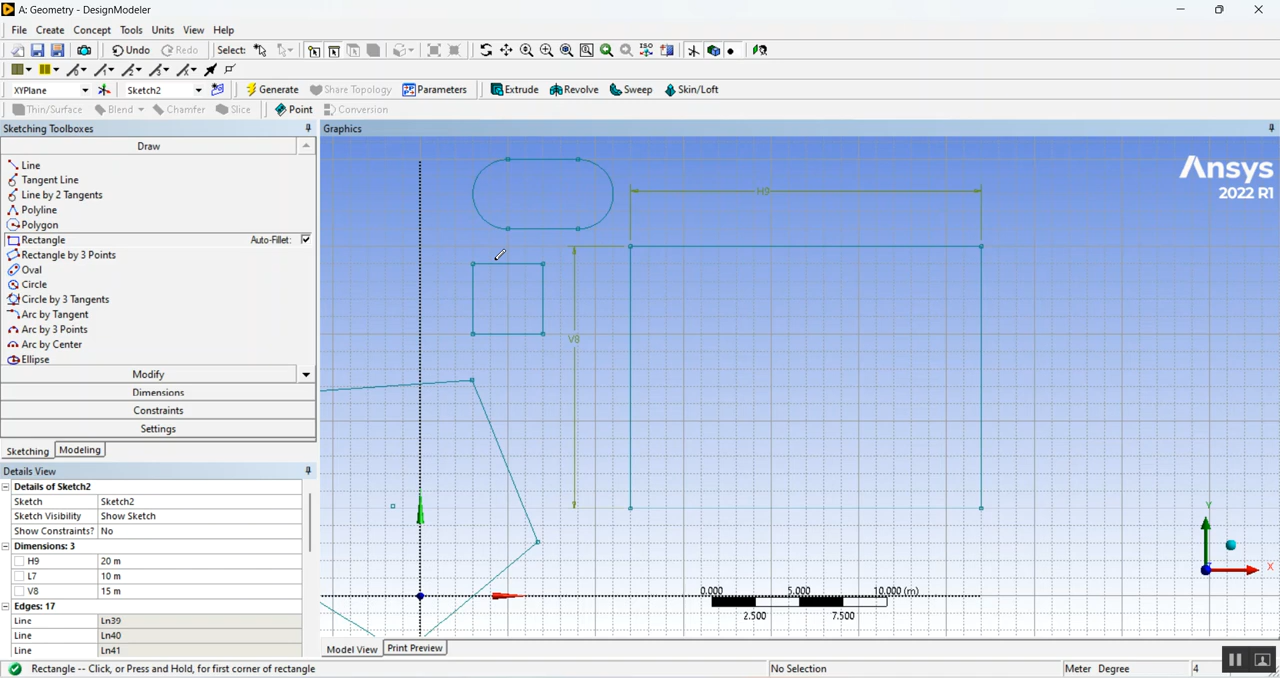 A: Geometry - DesignModeler
File Create Concept Tools Units View Help
Undo Redo Select: ISO
XYPlane Sketch2 Generate Share Topology Parameters Extrude Revolve Sweep Skin/Loft
Thin/Surface Blend Chamfer Slice Point Conversion
Sketching Toolboxes
Graphics
Draw
Line
Tangent Line
Line by 2 Tangents
Polyline
Polygon
Rectangle Auto-Fillet:
Rectangle by 3 Points
Oval
Circle
Circle by 3 Tangents
Arc by Tangent
Arc by 3 Points
Arc by Center
Ellipse
Modify
Dimensions
Constraints
Settings
Sketching Modeling
Details View
Details of Sketch2
Sketch Sketch2
Sketch Visibility Show Sketch
Show Constraints? No
Dimensions: 3
H9 20 m
L7 10 m
V8 15 m
Edges: 17
Line Ln39
Line Ln40
Line Ln41
Ansys
2022 R1
H9
V8
Y
X
0.000 5.000 10.000 (m)
2.500 7.500
Model View Print Preview
Rectangle -- Click, or Press and Hold, for first corner of rectangle No Selection Meter Degree 4